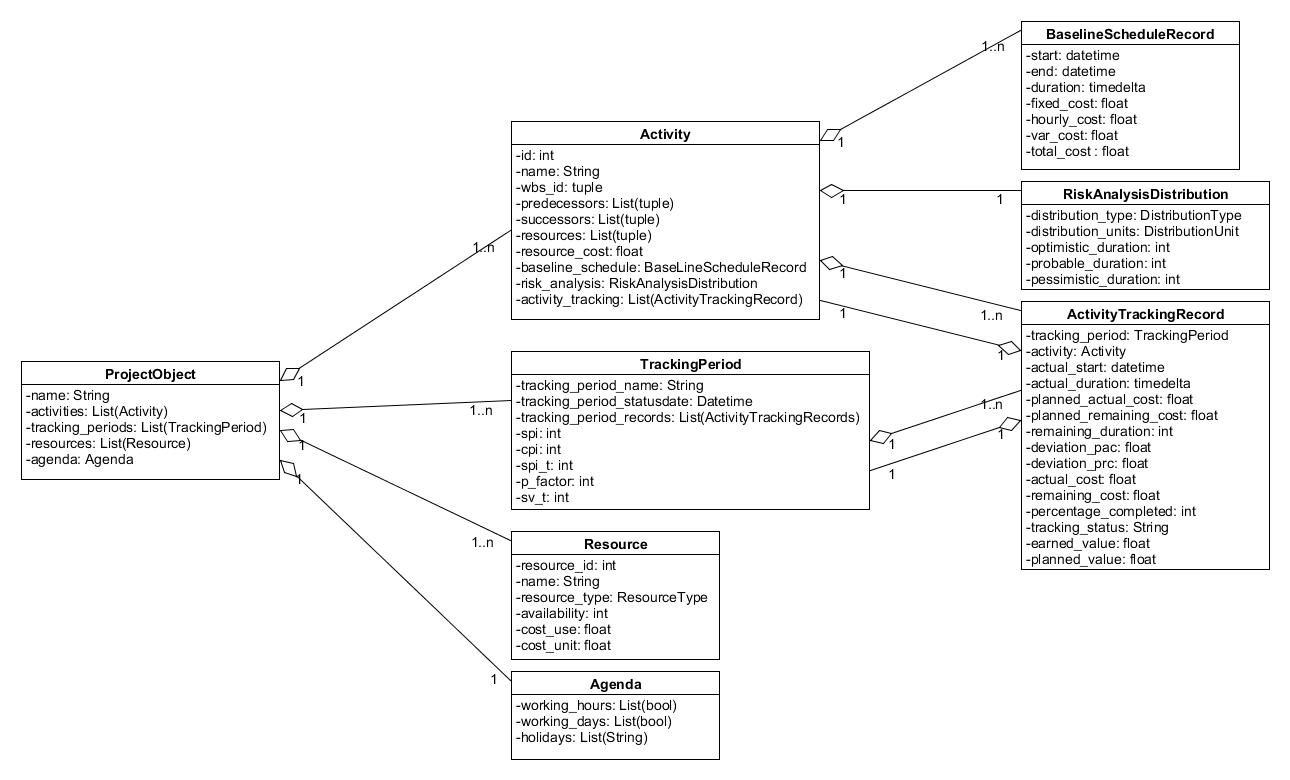 BaselineScheduleRecord
-start: datetime
-end: datetime
-duration: timedelta
-fixed_cost: float
-hourly_cost: float
-var_cost: float
-total_cost : float
1..n
1
Activity
-id: int
-name: String
-wbs_id: tuple
-predecessors: List(tuple)
-successors: List(tuple)
-resources: List(tuple)
-resource_cost: float
-baseline_schedule: BaseLineScheduleRecord
-risk_analysis: RiskAnalysisDistribution
-activity_tracking: List(ActivityTrackingRecord)
1
1
RiskAnalysisDistribution
-distribution_type: DistributionType
-distribution_units: DistributionUnit
-optimistic_duration: int
-probable_duration: int
-pessimistic_duration: int
1
1..n
1
1
ActivityTrackingRecord
-tracking_period: TrackingPeriod
-activity: Activity
-actual_start: datetime
-actual_duration: timedelta
-planned_actual_cost: float
-planned_remaining_cost: float
-remaining_duration: int
-deviation_pac: float
-deviation_prc: float
-actual_cost: float
-remaining_cost: float
-percentage_completed: int
-tracking_status: String
-earned_value: float
-planned_value: float
1..n
1
1
1
TrackingPeriod
-tracking_period_name: String
-tracking_period_statusdate: Datetime
-tracking_period_records: List(ActivityTrackingRecords)
-spi: int
-cpi: int
-spi_t: int
-p_factor: int
-sv_t: int
ProjectObject
-name: String
-activities: List(Activity)
-tracking_periods: List(TrackingPeriod)
-resources: List(Resource)
-agenda: Agenda
1..n
1
1..n
1
1
1..n
1
1
Resource
-resource_id: int
-name: String
-resource_type: ResourceType
-availability: int
-cost_use: float
-cost_unit: float
Agenda
-working_hours: List(bool)
-working_days: List(bool)
-holidays: List(String)